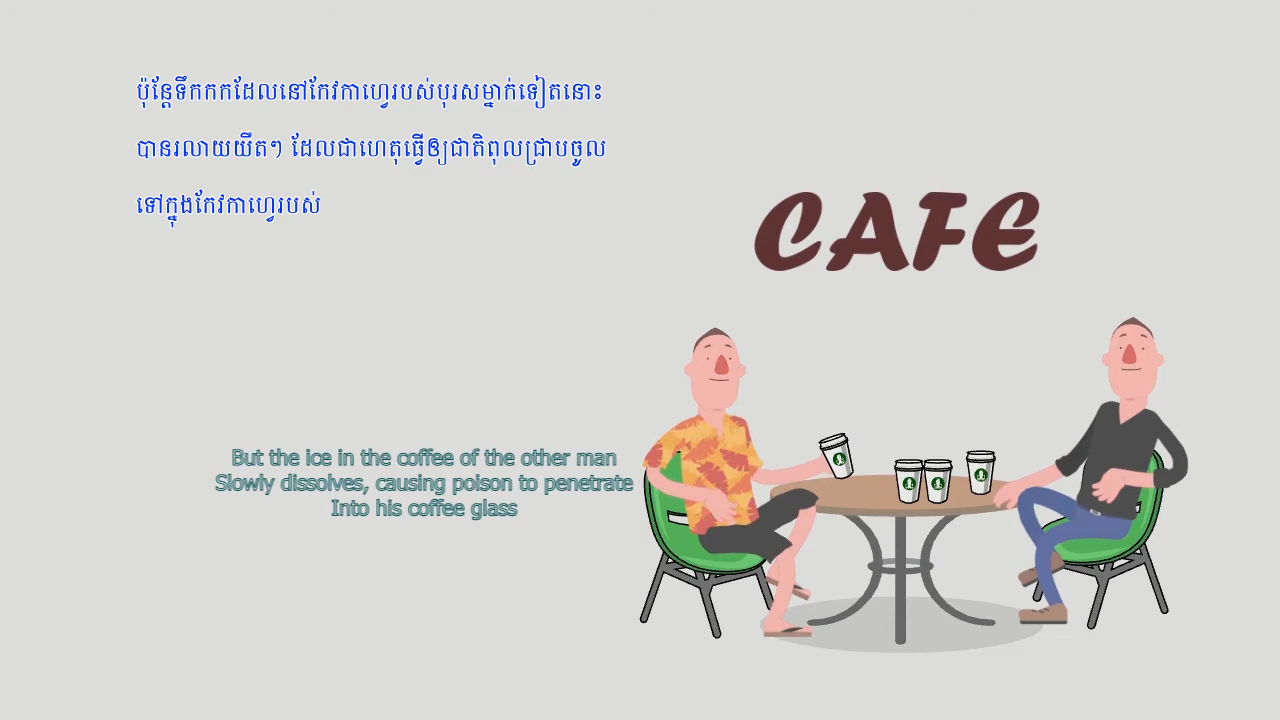 ប៉ុន្តែទឹកកកដែលនៅកែវកាហ្វេរបស់បុរសម្នាក់ទៀតនោះ
បានរលាយយឺតៗ ដែលជាហេតុធ្វើឲ្យជាតិពុលជ្រាបចូល
ទៅក្នុងកែវកាហ្វេរបស់
CAFE
But the ice in the coffee of the other man
Slowly dissolves, causing poison to penetrate
Into his coffee glass